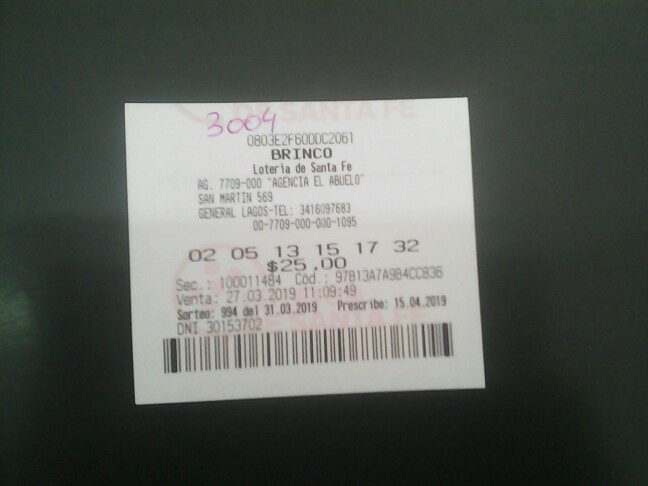 DE SANTA FE
3004
0803E2F60DDC2061
BRINCO
Loteria de Santa Fe
AG. 7709-000 "AGENCIA EL ABUELO"
SAN MARTIN 569
GENERAL LAGOS-TEL: 3416097683
00-7709-000-000-1095
02 05 13 15 17 32
$25.00
Sec.: 100011484 Cod.: 97B13A7A9B4CC836
Venta: 27.03.2019 11:09:49
Sorteo: 994 del 31.03.2019 Prescribe: 15.04.2019
DNI 30153702
DE SANTA FE